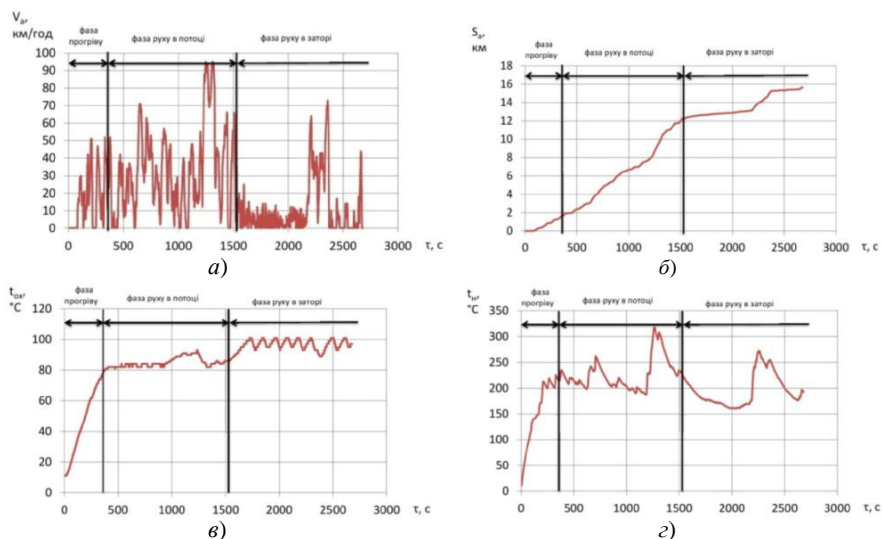 Vₐ,
км/год
фаза прогріву
фаза руху в потоці
фаза руху в заторі
100
90
80
70
60
50
40
30
20
10
0
0 500 1000 1500 2000 2500 3000
τ, с
а)
Sₐ,
км
фаза прогріву
фаза руху в потоці
фаза руху в заторі
18
16
14
12
10
8
6
4
2
0
0 500 1000 1500 2000 2500 3000
τ, с
б)
tох,
°С
фаза прогріву
фаза руху в потоці
фаза руху в заторі
120
100
80
60
40
20
0
0 500 1000 1500 2000 2500 3000
τ, с
в)
tн,
°С
фаза прогріву
фаза руху в потоці
фаза руху в заторі
350
300
250
200
150
100
50
0
0 500 1000 1500 2000 2500 3000
τ, с
г)